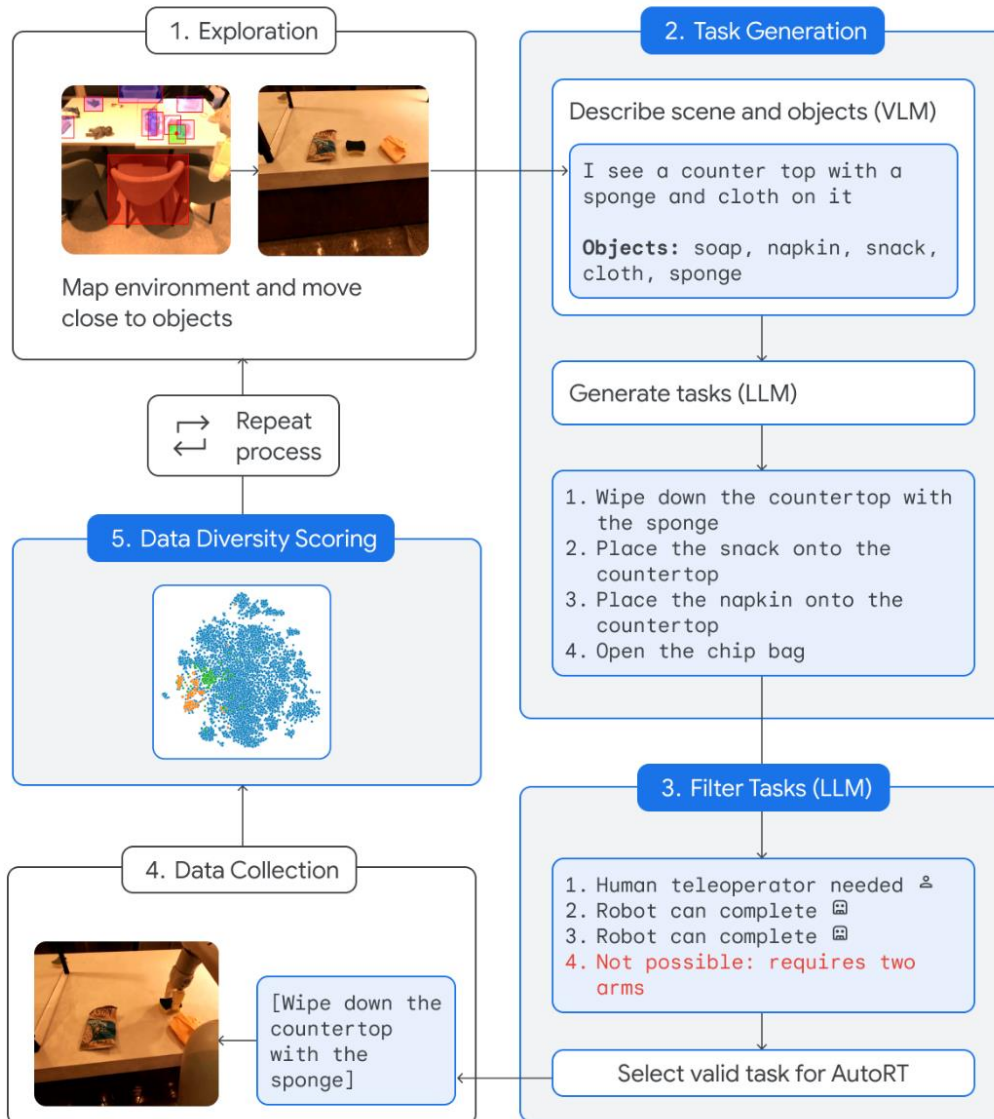 1. Exploration
Map environment and move
close to objects
2. Task Generation
Describe scene and objects (VLM)
I see a counter top with a
sponge and cloth on it
Objects: soap, napkin, snack,
cloth, sponge
Generate tasks (LLM)
1. Wipe down the countertop with
the sponge
2. Place the snack onto the
countertop
3. Place the napkin onto the
countertop
4. Open the chip bag
3. Filter Tasks (LLM)
1. Human teleoperator needed
2. Robot can complete
3. Robot can complete
4. Not possible: requires two
arms
Select valid task for AutoRT
4. Data Collection
[Wipe down the
countertop
with the
sponge]
5. Data Diversity Scoring
Repeat
process